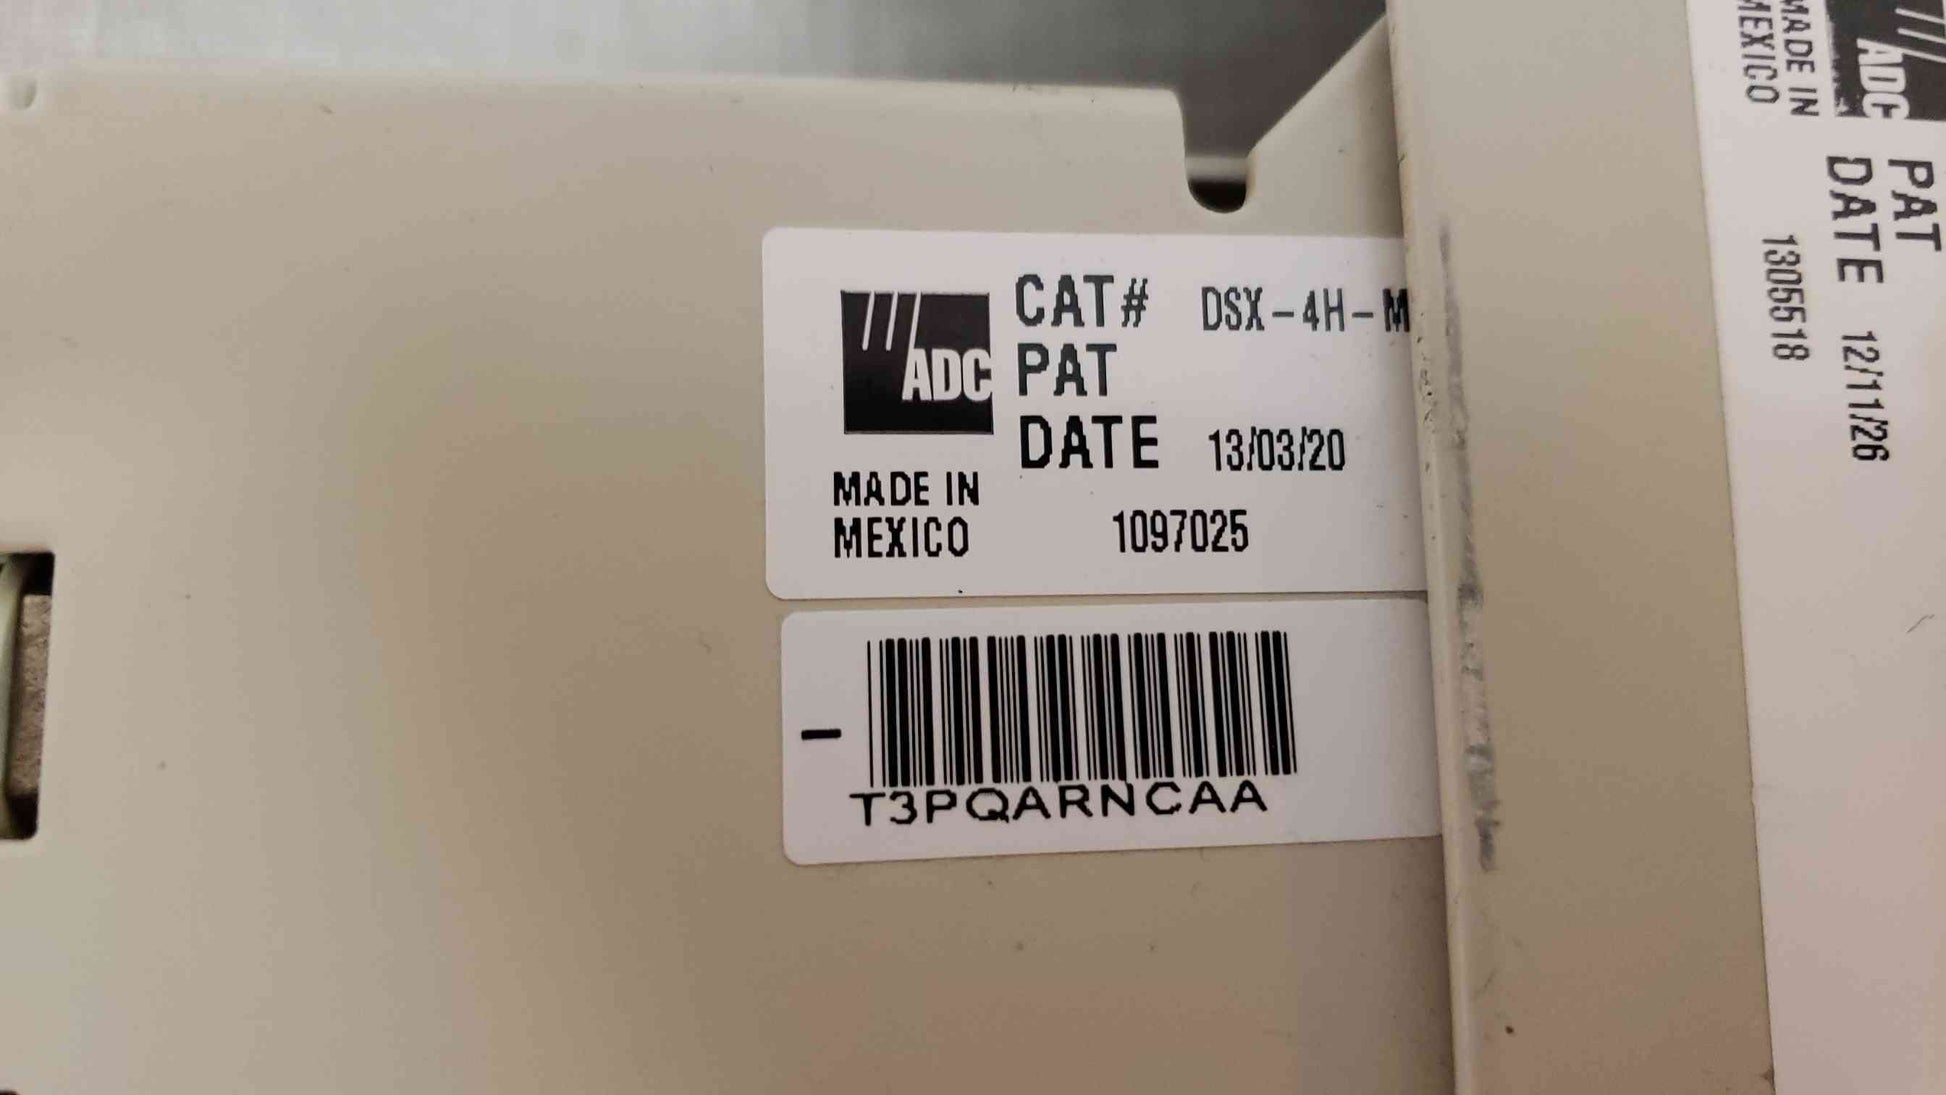 ADC
CAT# DSX-4H-M
PAT
DATE 13/03/20
MADE IN
MEXICO
1097025
T3PQARNCAA
ADC
PAT
DATE 12/11/26
MADE IN
MEXICO
1305518